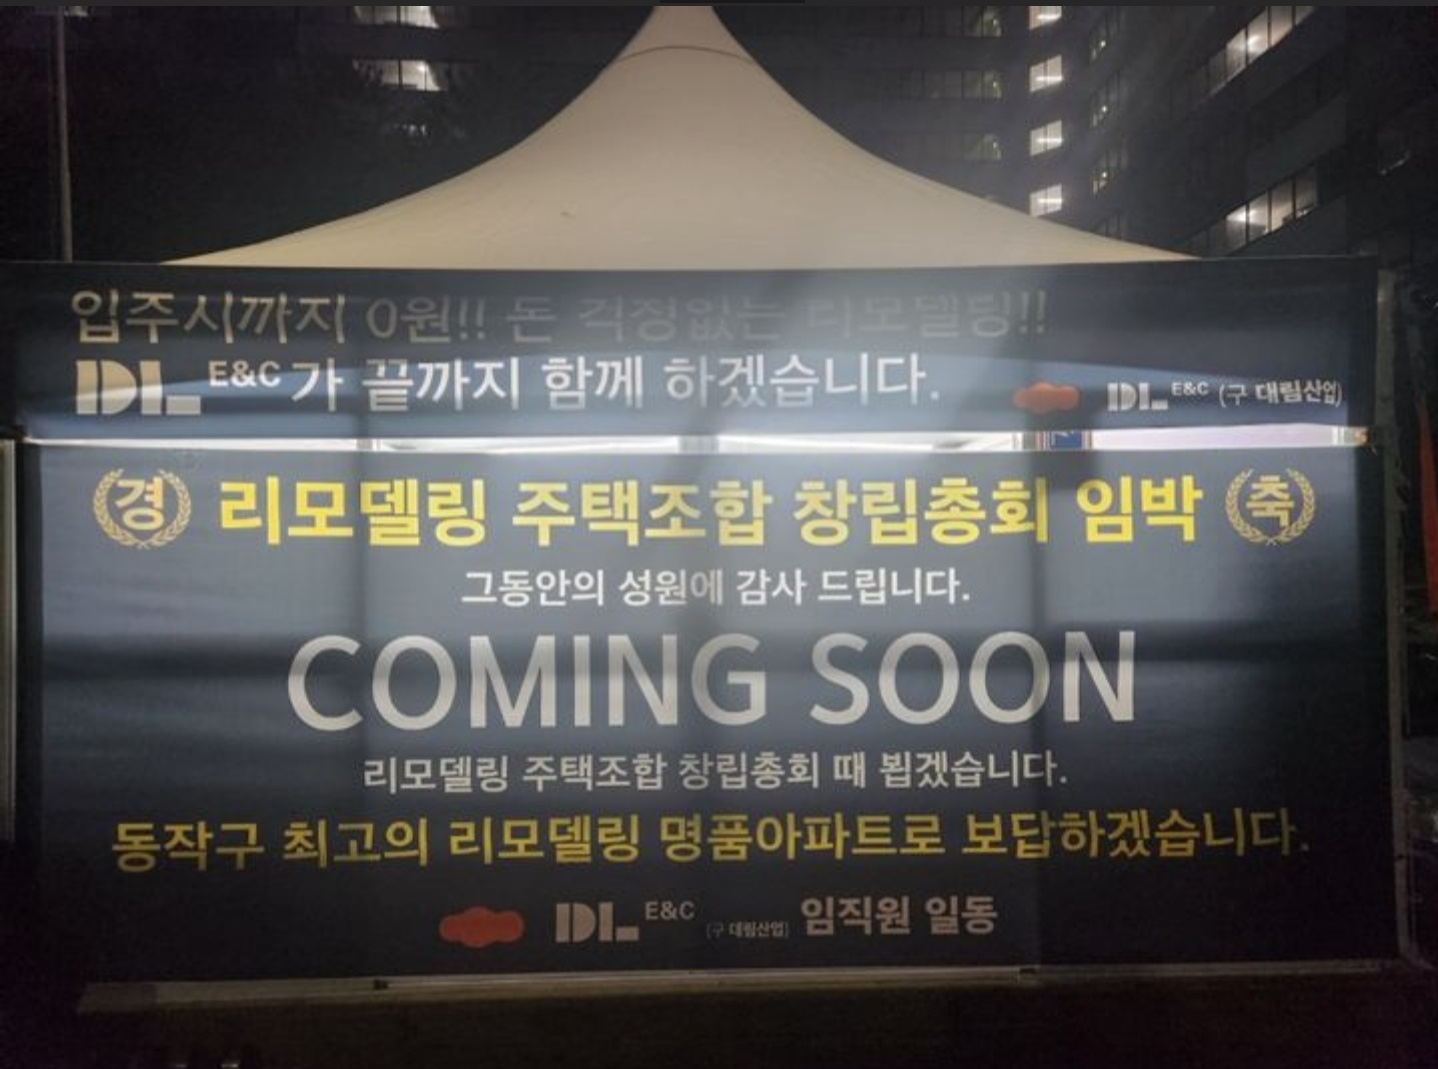 입주시까지 0원!! 돈 걱정없는 리모델링!!
DL E&C가 끝까지 함께 하겠습니다.
DL E&C (구 대림산업)
경 리모델링 주택조합 창립총회 임박 축
그동안의 성원에 감사 드립니다.
COMING SOON
리모델링 주택조합 창립총회 때 뵙겠습니다.
동작구 최고의 리모델링 명품아파트로 보답하겠습니다.
DL E&C (구 대림산업) 임직원 일동